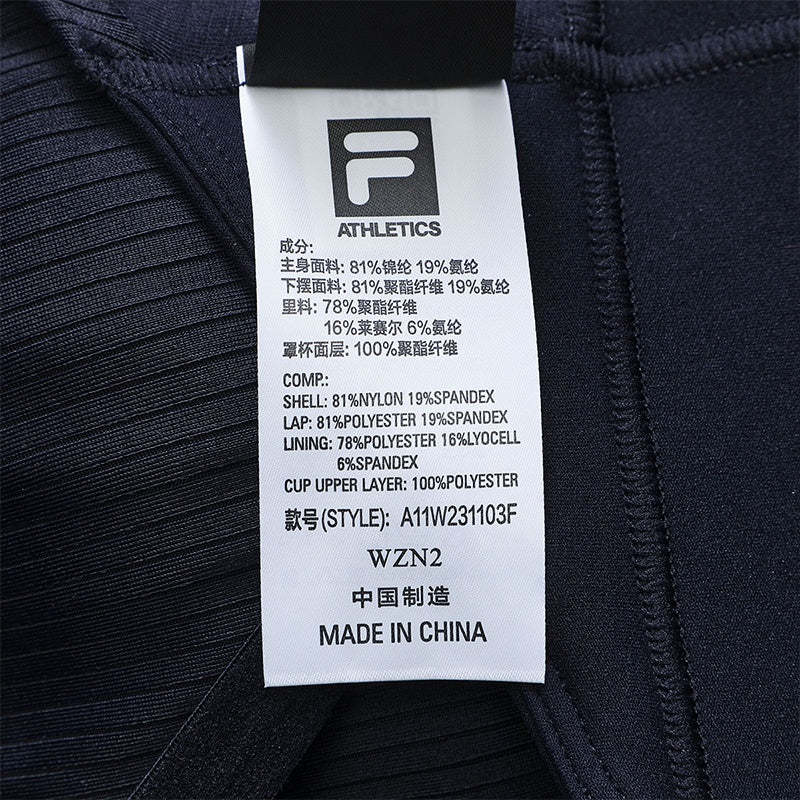 F
ATHLETICS
成分:
主身面料: 81%锦纶 19%氨纶
下摆面料: 81%聚酯纤维 19%氨纶
里料: 78%聚酯纤维
16%莱赛尔 6%氨纶
罩杯面层: 100%聚酯纤维
COMP.:
SHELL: 81%NYLON 19%SPANDEX
LAP: 81%POLYESTER 19%SPANDEX
LINING: 78%POLYESTER 16%LYOCELL
6%SPANDEX
CUP UPPER LAYER: 100%POLYESTER
款号(STYLE): A11W231103F
WZN2
中国制造
MADE IN CHINA